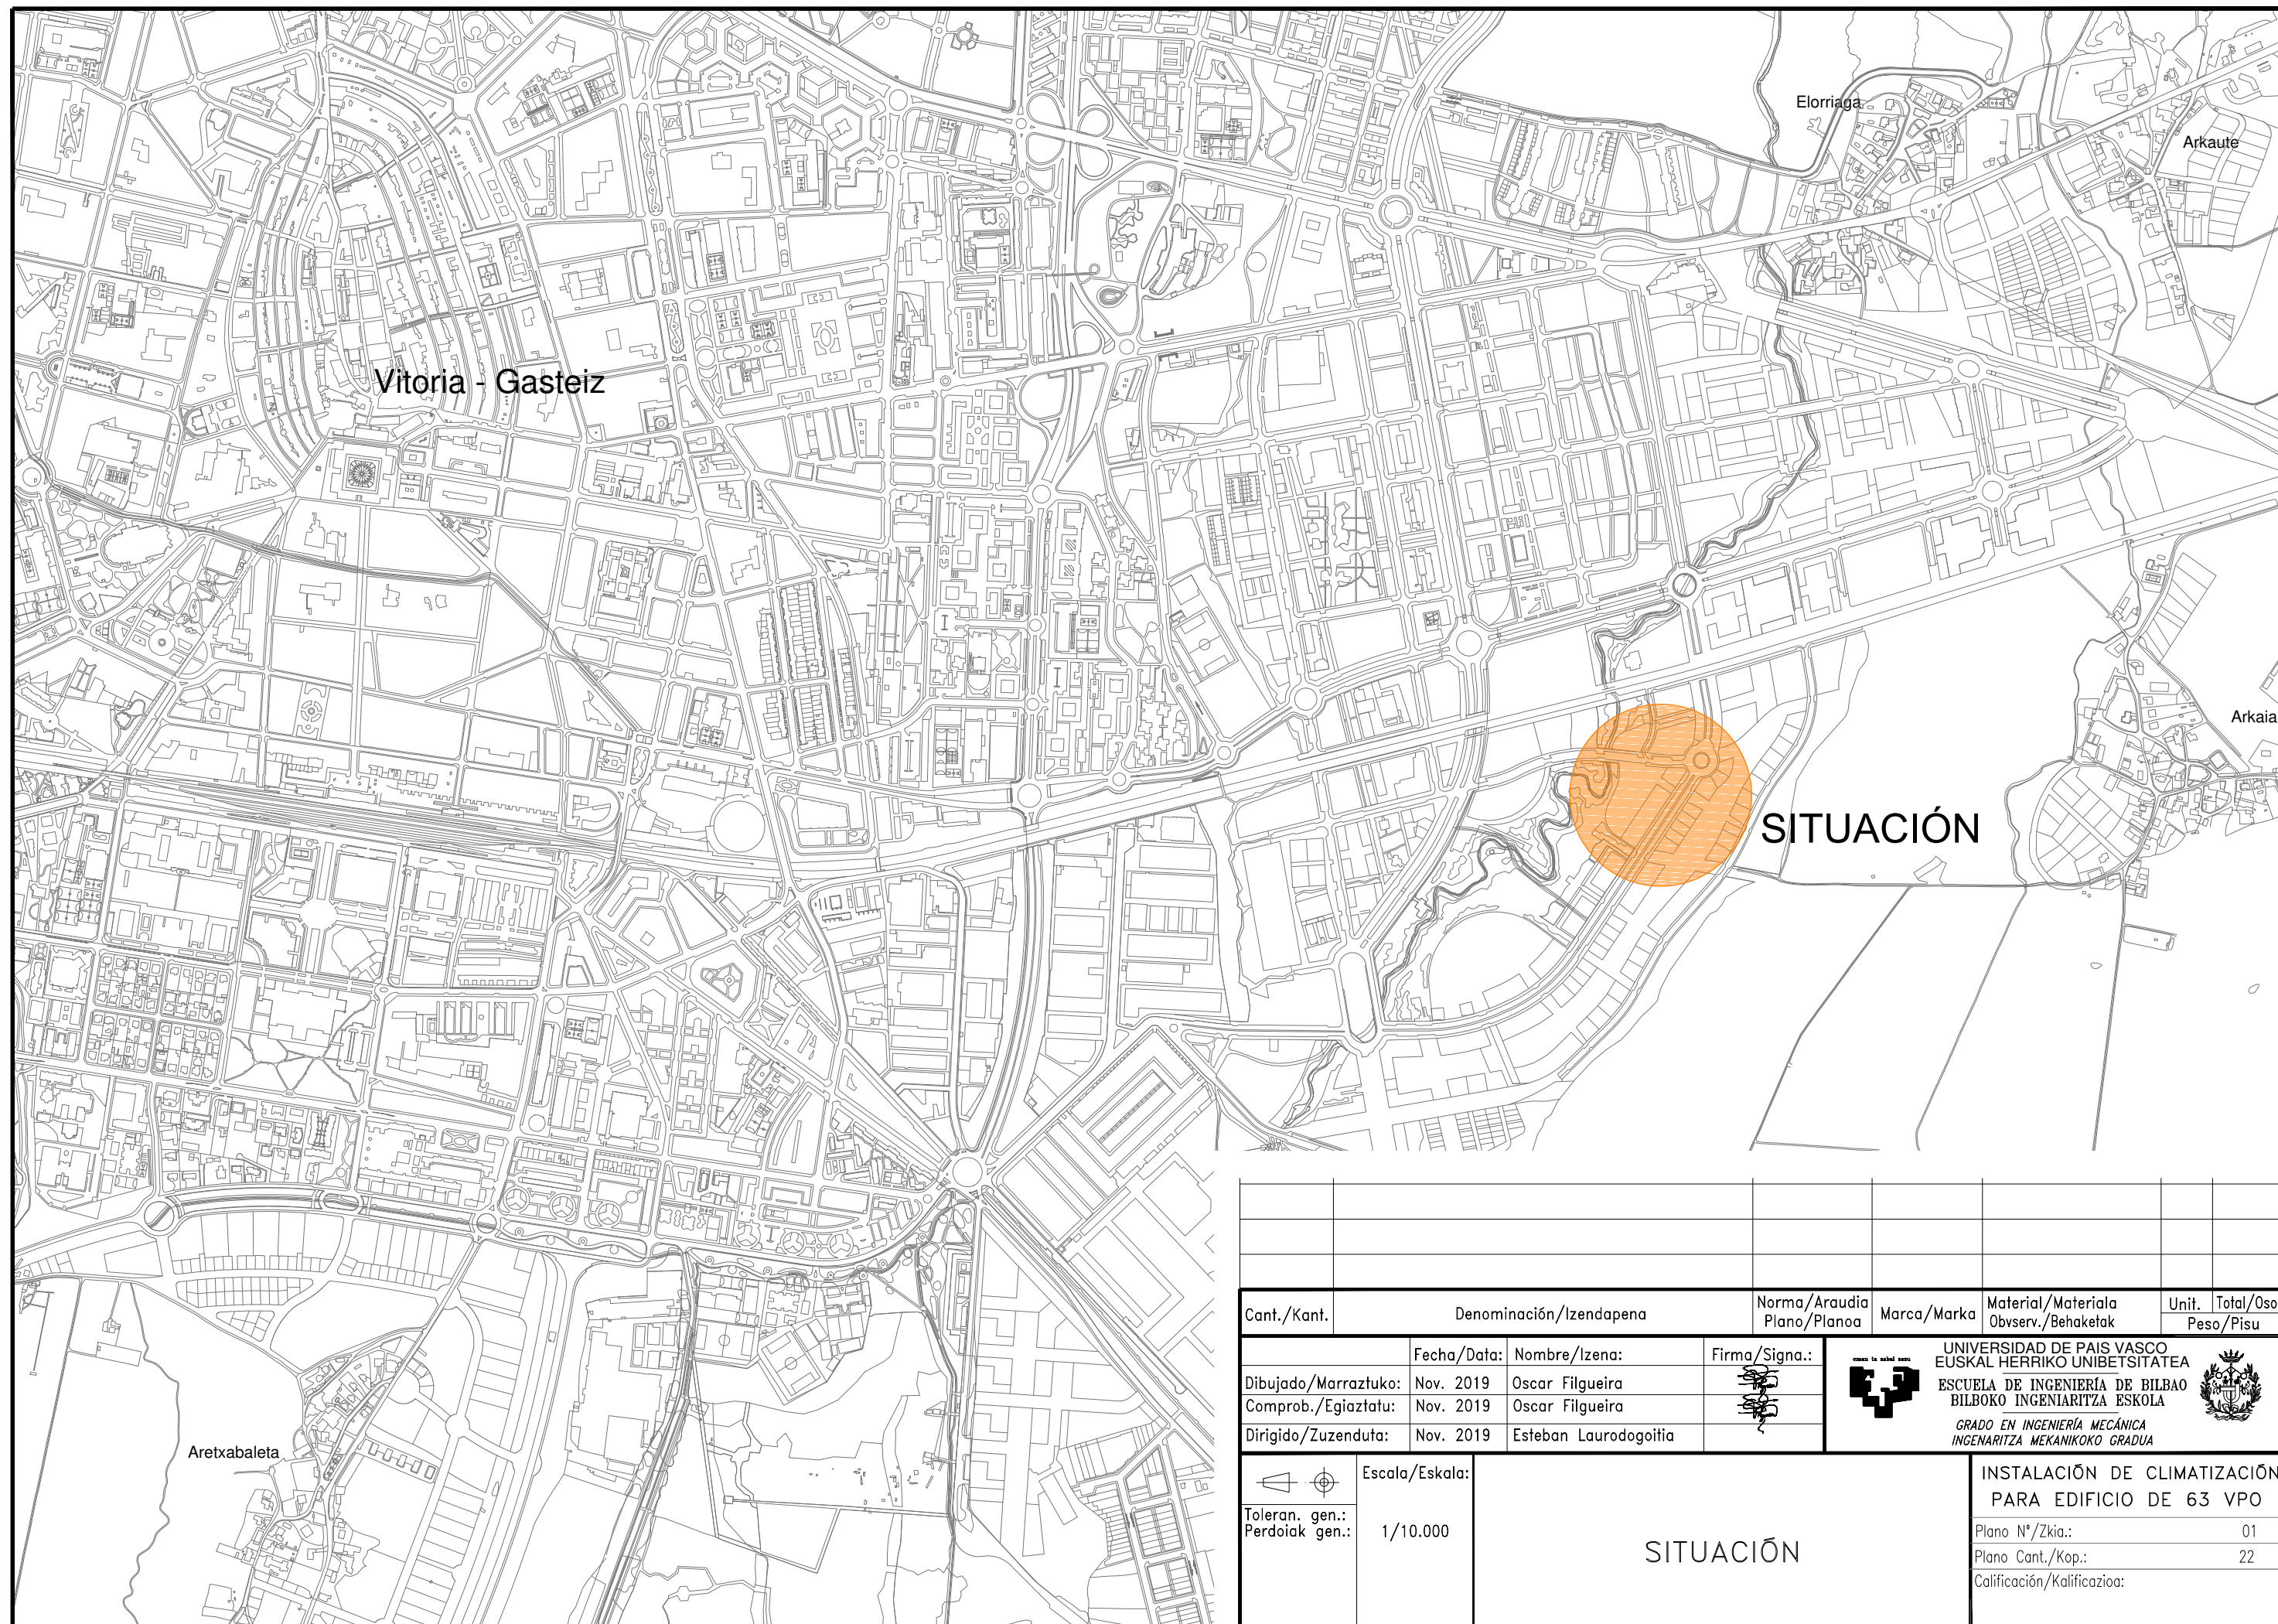 Elorriaga
Arkaute
Vitoria - Gasteiz
Arkaia
SITUACIÓN
Aretxabaleta
Cant./Kant.
Denominación/Izendapena
Norma/Araudia
Plano/Planoa
Marca/Marka
Material/Materiala
Obvserv./Behaketak
Unit.
Total/Oso
Peso/Pisu
Fecha/Data:
Nombre/Izena:
Firma/Signa.:
Dibujado/Marraztuko:
Nov. 2019
Oscar Filgueira
Comprob./Egiaztatu:
Nov. 2019
Oscar Filgueira
Dirigido/Zuzenduta:
Nov. 2019
Esteban Laurodogoitia
eman ta zabal zazu
UNIVERSIDAD DE PAIS VASCO
EUSKAL HERRIKO UNIBETSITATEA
ESCUELA DE INGENIERÍA DE BILBAO
BILBOKO INGENIARITZA ESKOLA
GRADO EN INGENIERÍA MECÁNICA
INGENARITZA MEKANIKOKO GRADUA
Toleran. gen.:
Perdoiak gen.:
Escala/Eskala:
1/10.000
SITUACIÓN
INSTALACIÓN DE CLIMATIZACIÓN
PARA EDIFICIO DE 63 VPO
Plano Nº/Zkia.: 01
Plano Cant./Kop.: 22
Calificación/Kalificazioa: